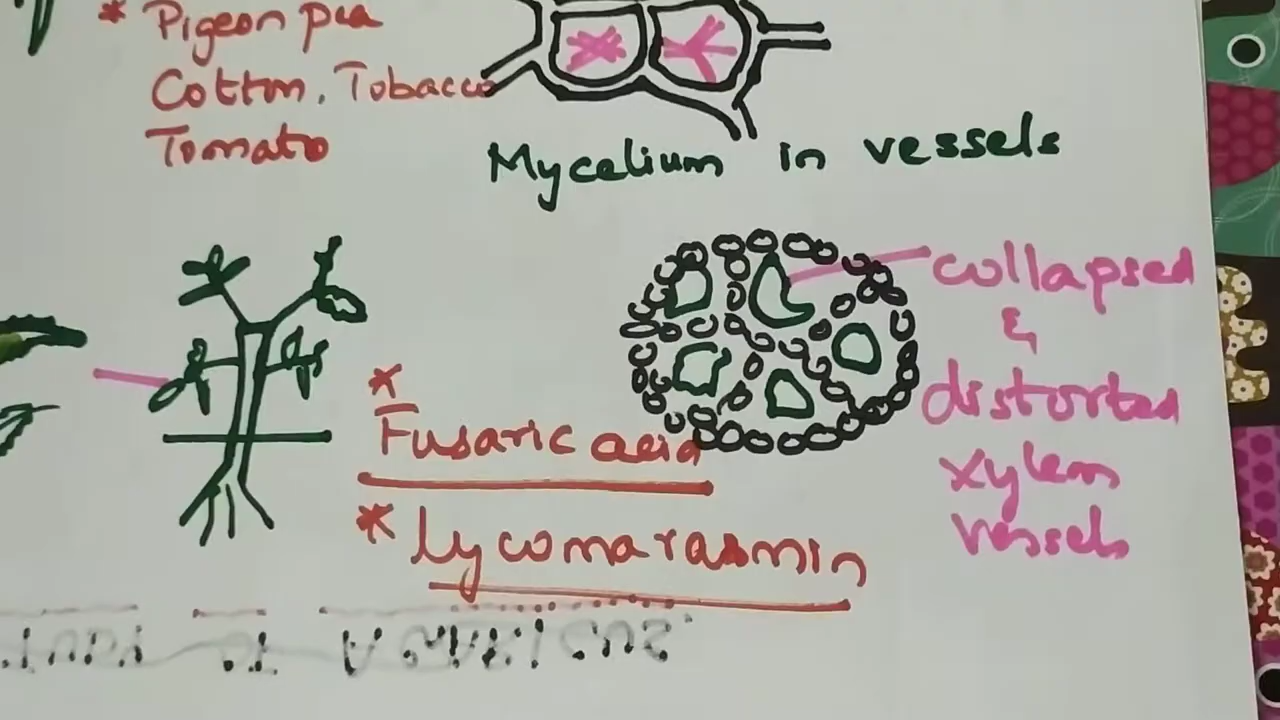 * Pigeon pea
Cotton, Tobacco
Tomato
Mycelium in vessels
collapsed
&
distorted
xylem
vessels
*
Fusaric acid
* Lycomarasmin